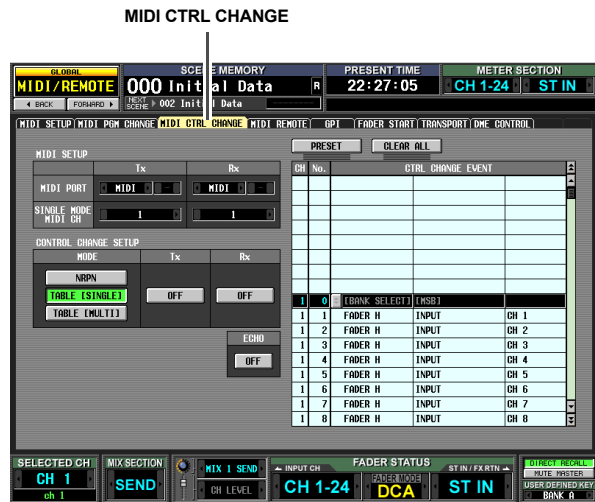 MIDI CTRL CHANGE
GLOBAL
MIDI/REMOTE
BACK FORWARD
SCENE MEMORY
000 Initial Data R
NEXT SCENE 002 Initial Data
PRESENT TIME
22:27:05
METER SECTION
CH 1-24 ST IN
MIDI SETUP MIDI PGM CHANGE MIDI CTRL CHANGE MIDI REMOTE GPI FADER START TRANSPORT DME CONTROL
PRESET CLEAR ALL
MIDI SETUP
Tx Rx
MIDI PORT MIDI - MIDI -
SINGLE MODE MIDI CH 1 1
CONTROL CHANGE SETUP
MODE Tx Rx
NRPN
TABLE [SINGLE] OFF OFF
TABLE [MULTI]
ECHO
OFF
CH No. CTRL CHANGE EVENT
1 0 [BANK SELECT] [MSB]
1 1 FADER H INPUT CH 1
1 2 FADER H INPUT CH 2
1 3 FADER H INPUT CH 3
1 4 FADER H INPUT CH 4
1 5 FADER H INPUT CH 5
1 6 FADER H INPUT CH 6
1 7 FADER H INPUT CH 7
1 8 FADER H INPUT CH 8
SELECTED CH
CH 1
ch 1
MIX SECTION
SEND
MIX 1 SEND
CH LEVEL
FADER STATUS
INPUT CH
CH 1-24
FADER MODE
DCA
ST IN / FX RTN
ST IN
DIRECT RECALL
MUTE MASTER
USER DEFINED KEY
BANK A